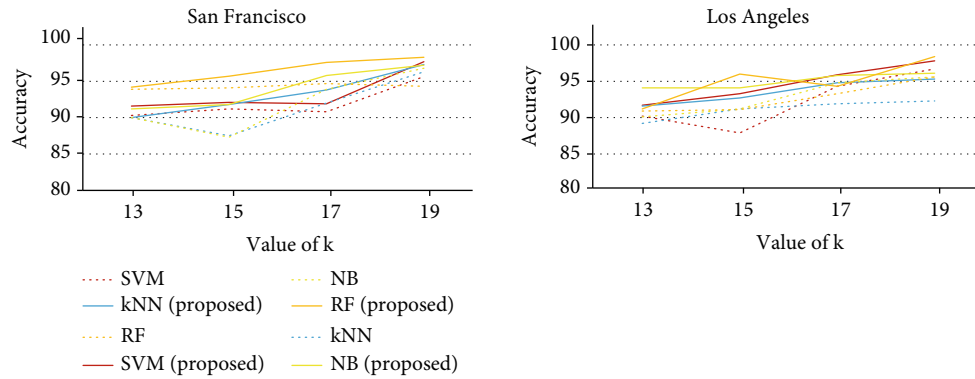 San Francisco
100
95
90
85
80
Accuracy
13 15 17 19
Value of k
Los Angeles
100
95
90
85
80
Accuracy
13 15 17 19
Value of k
SVM
NB
kNN (proposed)
RF (proposed)
RF
kNN
SVM (proposed)
NB (proposed)